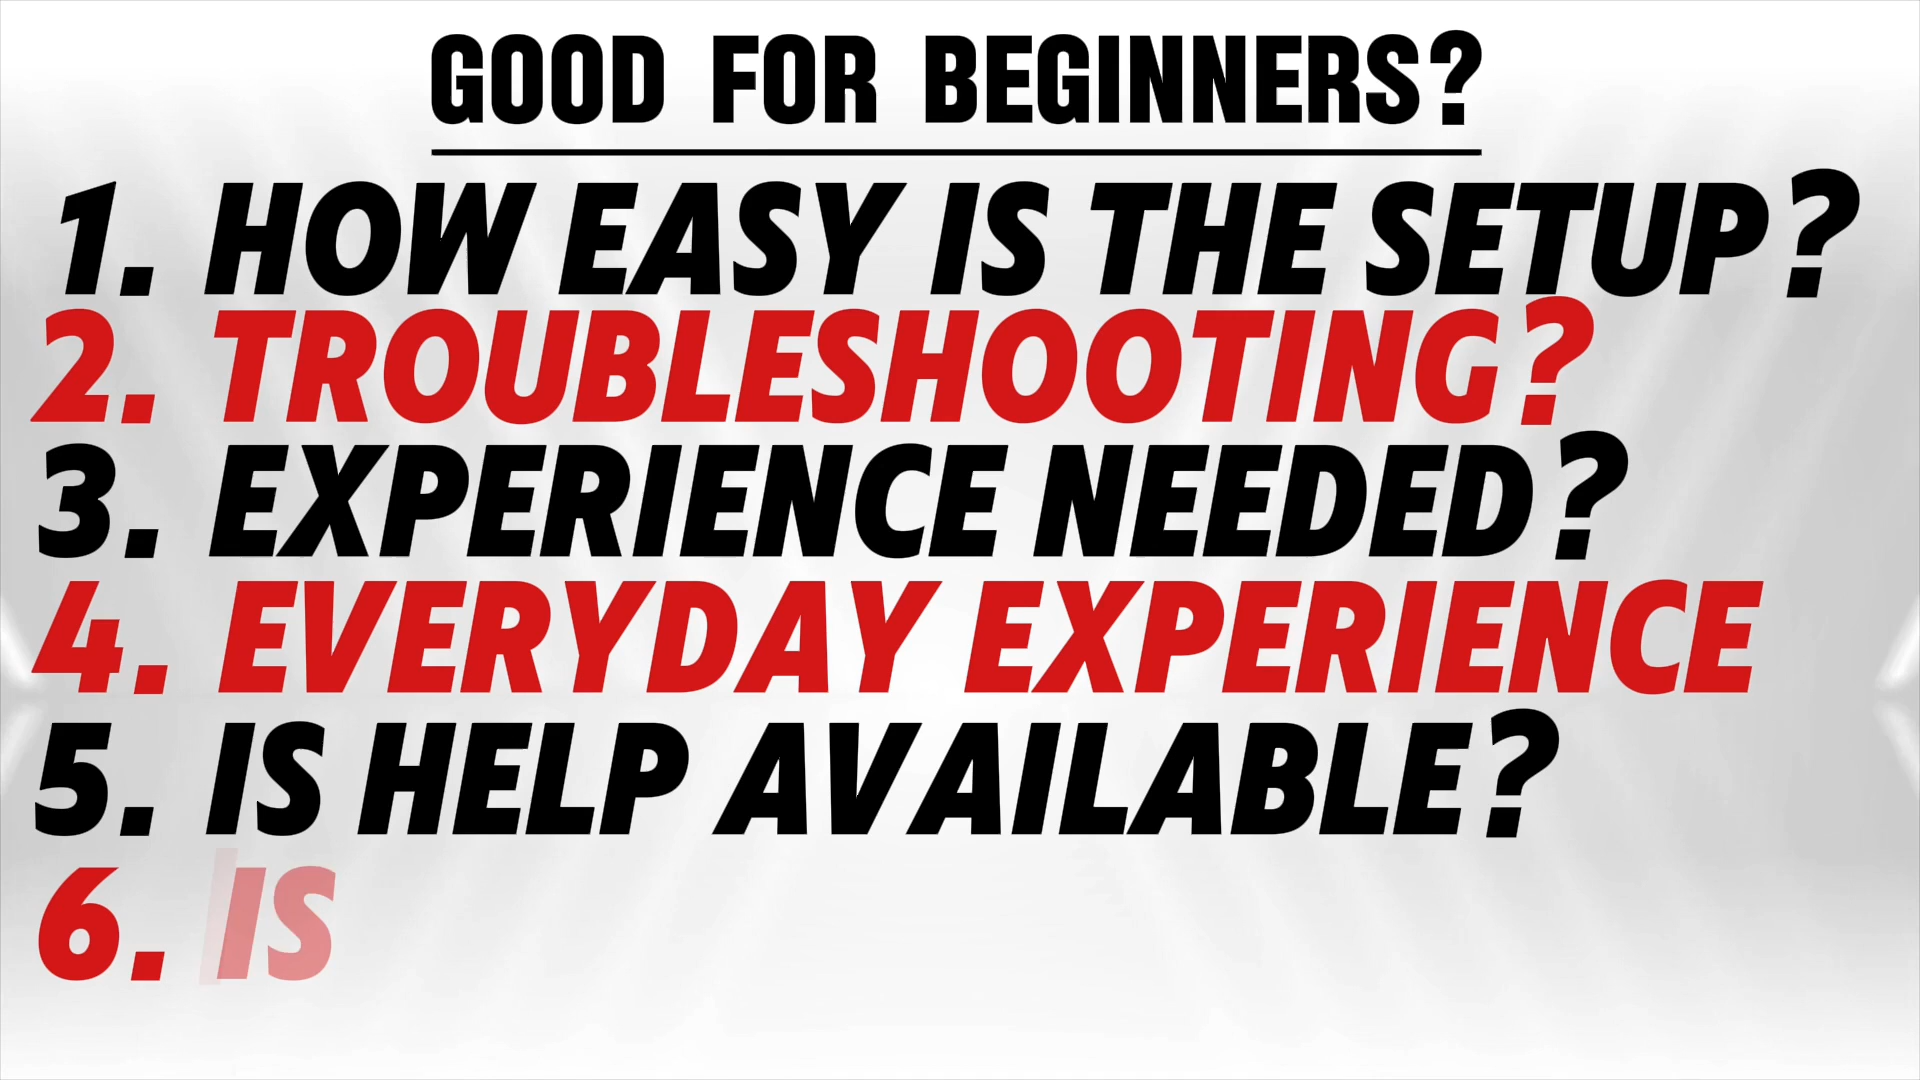 GOOD FOR BEGINNERS?
1. HOW EASY IS THE SETUP?
2. TROUBLESHOOTING?
3. EXPERIENCE NEEDED?
4. EVERYDAY EXPERIENCE
5. IS HELP AVAILABLE?
6. IS